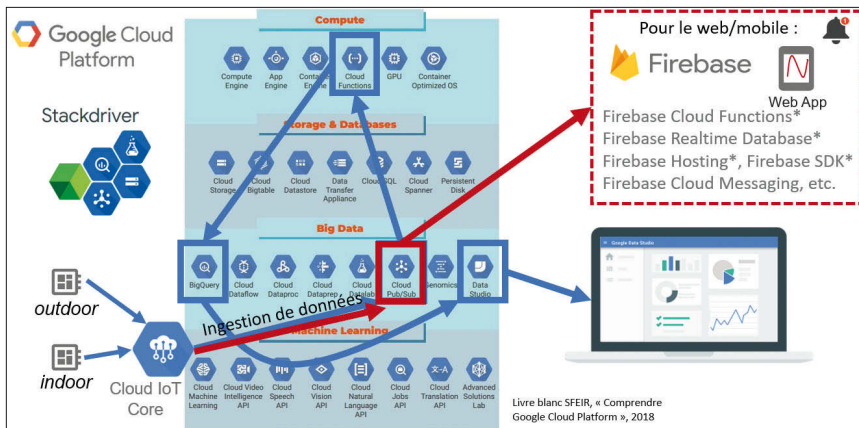 Google Cloud
Platform
Stackdriver
outdoor
indoor
Cloud IoT
Core
Ingestion de données
Compute
Compute
Engine
App
Engine
Container
Engine
Cloud
Functions
GPU
Container
Optimized OS
Storage & Databases
Cloud
Storage
Cloud
Bigtable
Cloud
Datastore
Data
Transfer
Appliance
Cloud SQL
Cloud
Spanner
Persistent
Disk
Big Data
BigQuery
Cloud
Dataflow
Cloud
Dataproc
Cloud
Dataprep
Cloud
Datalab
Cloud
Pub/Sub
Genomics
Data
Studio
Machine Learning
Cloud
Machine
Learning
Cloud Video
Intelligence
API
Cloud
Speech
API
Cloud
Vision
API
Cloud
Natural
Language
API
Cloud
Jobs
API
Cloud
Translation
API
Advanced
Solutions
Lab
Pour le web/mobile :
1
Firebase
Web App
Firebase Cloud Functions*
Firebase Realtime Database*
Firebase Hosting*, Firebase SDK*
Firebase Cloud Messaging, etc.
Google Data Studio
Livre blanc SFEIR, « Comprendre
Google Cloud Platform », 2018